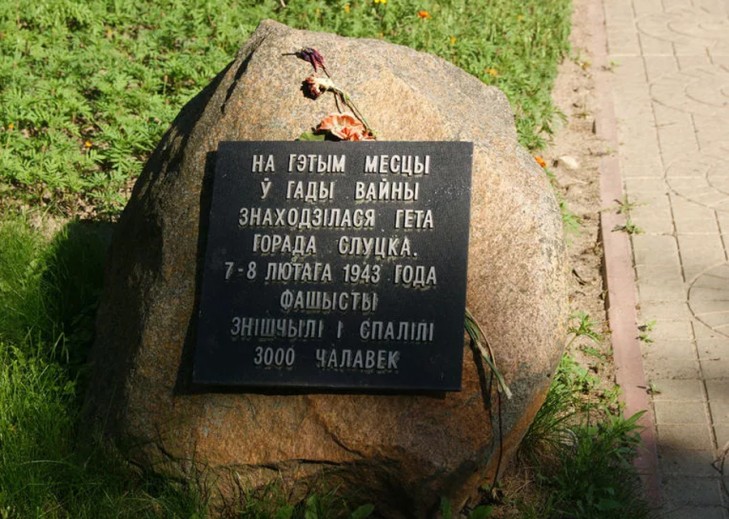 НА ГЭТЫМ МЕСЦЫ
Ў ГАДЫ ВАЙНЫ
ЗНАХОДЗІЛАСЯ ГЕТА
ГОРАДА СЛУЦКА.
7-8 ЛЮТАГА 1943 ГОДА
ФАШЫСТЫ
ЗНІШЧЫЛІ І СПАЛІЛІ
3000 ЧАЛАВЕК